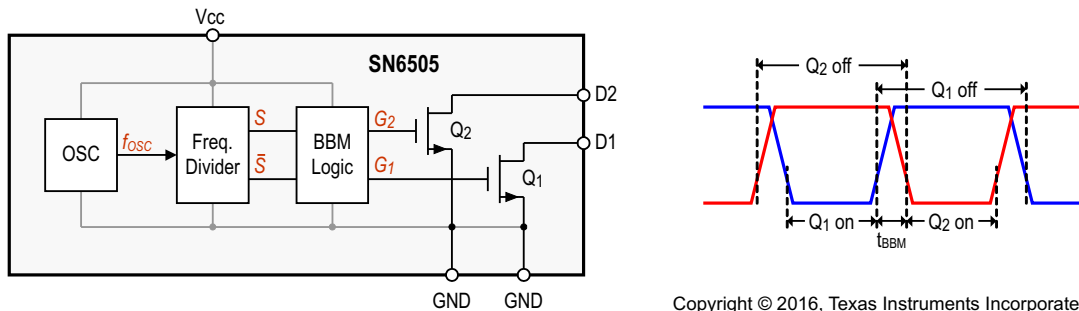 Vcc
SN6505
D2
Q2 off
Q1 off
OSC
fOSC
Freq.
Divider
S
S̄
BBM
Logic
G2
G1
Q2
D1
Q1
Q1 on
tBBM
Q2 on
GND
GND
Copyright © 2016, Texas Instruments Incorporate